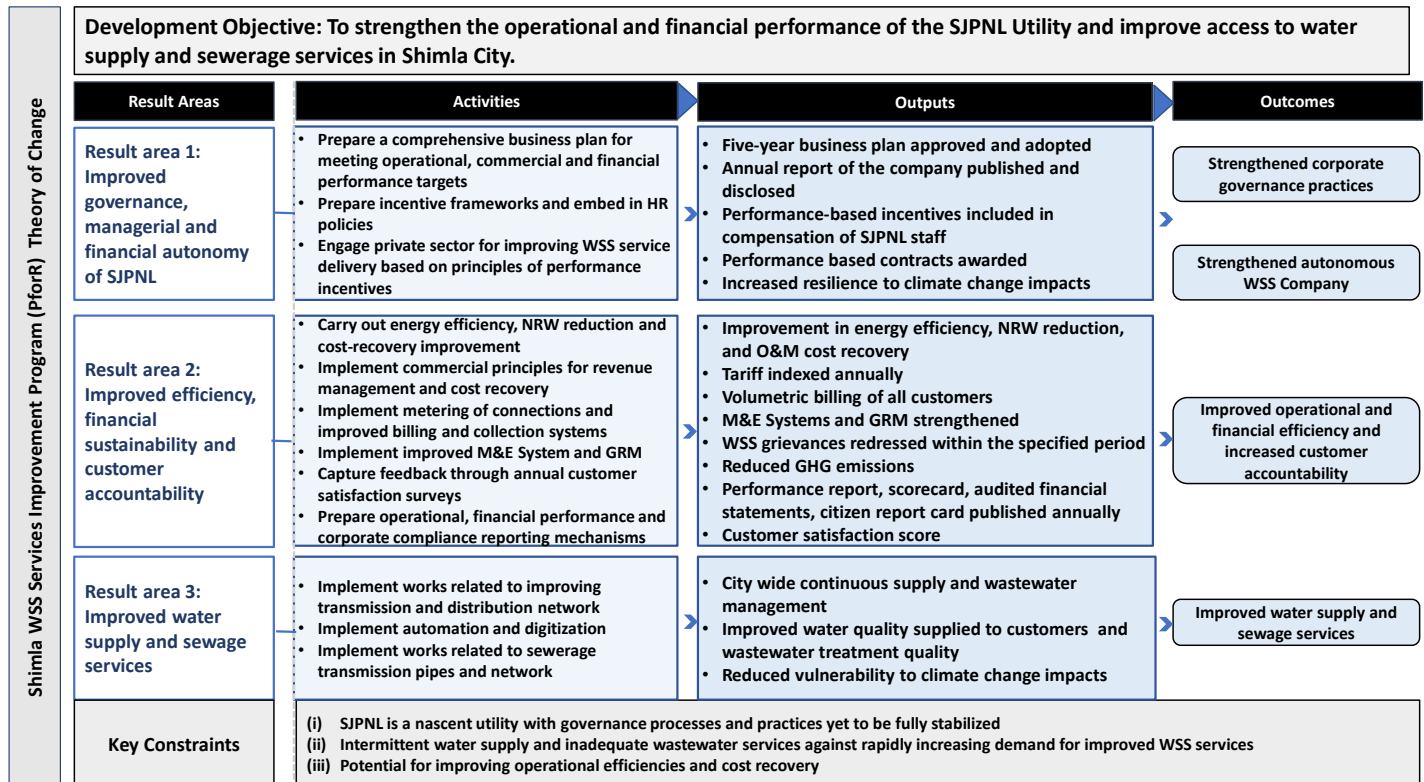 Shimla WSS Services Improvement Program (PforR) Theory of Change
Development Objective: To strengthen the operational and financial performance of the SJPNL Utility and improve access to water
supply and sewerage services in Shimla City.
Result Areas
Activities
Outputs
Outcomes
Result area 1:
Improved
governance,
managerial and
financial autonomy
of SJPNL
• Prepare a comprehensive business plan for
meeting operational, commercial and financial
performance targets
• Prepare incentive frameworks and embed in HR
policies
• Engage private sector for improving WSS service
delivery based on principles of performance
incentives
• Five-year business plan approved and adopted
• Annual report of the company published and
disclosed
• Performance-based incentives included in
compensation of SJPNL staff
• Performance based contracts awarded
• Increased resilience to climate change impacts
Strengthened corporate
governance practices
Strengthened autonomous
WSS Company
Result area 2:
Improved efficiency,
financial
sustainability and
customer
accountability
• Carry out energy efficiency, NRW reduction and
cost-recovery improvement
• Implement commercial principles for revenue
management and cost recovery
• Implement metering of connections and
improved billing and collection systems
• Implement improved M&E System and GRM
• Capture feedback through annual customer
satisfaction surveys
• Prepare operational, financial performance and
corporate compliance reporting mechanisms
• Improvement in energy efficiency, NRW reduction,
and O&M cost recovery
• Tariff indexed annually
• Volumetric billing of all customers
• M&E Systems and GRM strengthened
• WSS grievances redressed within the specified period
• Reduced GHG emissions
• Performance report, scorecard, audited financial
statements, citizen report card published annually
• Customer satisfaction score
Improved operational and
financial efficiency and
increased customer
accountability
Result area 3:
Improved water
supply and sewage
services
• Implement works related to improving
transmission and distribution network
• Implement automation and digitization
• Implement works related to sewerage
transmission pipes and network
• City wide continuous supply and wastewater
management
• Improved water quality supplied to customers and
wastewater treatment quality
• Reduced vulnerability to climate change impacts
Improved water supply and
sewage services
Key Constraints
(i) SJPNL is a nascent utility with governance processes and practices yet to be fully stabilized
(ii) Intermittent water supply and inadequate wastewater services against rapidly increasing demand for improved WSS services
(iii) Potential for improving operational efficiencies and cost recovery